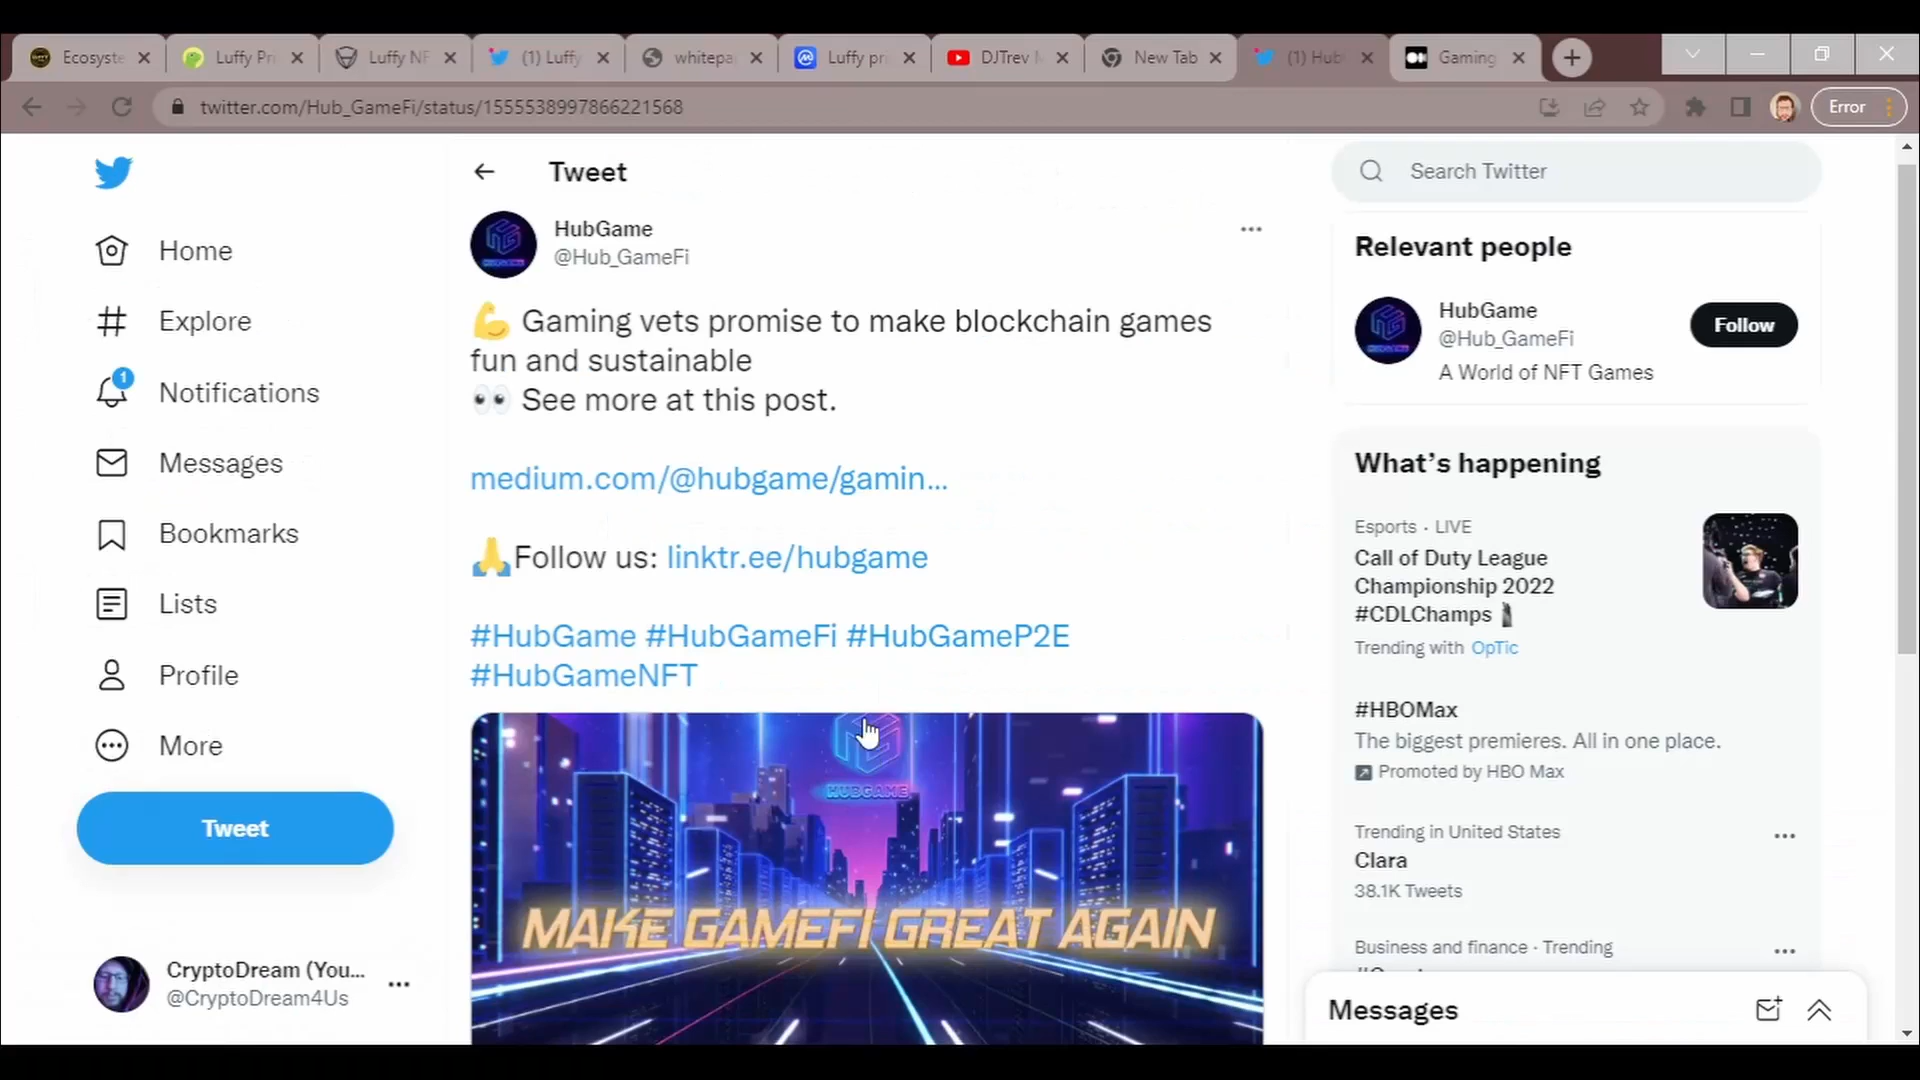 Ecosyste
Luffy Pr
Luffy NF
(1) Luffy
whitepa
Luffy pr
DJTrev
New Tab
(1) Hub
Gaming
twitter.com/Hub_GameFi/status/1555538997866221568
Error
Home
Explore
1
Notifications
Messages
Bookmarks
Lists
Profile
More
Tweet
CryptoDream (You...
@CryptoDream4Us
Tweet
HubGame
@Hub_GameFi
💪 Gaming vets promise to make blockchain games
fun and sustainable
👀 See more at this post.
medium.com/@hubgame/gamin...
🙏Follow us: linktr.ee/hubgame
#HubGame #HubGameFi #HubGameP2E
#HubGameNFT
HUBGAME
MAKE GAMEFI GREAT AGAIN
Search Twitter
Relevant people
HubGame
@Hub_GameFi
Follow
A World of NFT Games
What's happening
Esports · LIVE
Call of Duty League
Championship 2022
#CDLChamps
Trending with OpTic
#HBOMax
The biggest premieres. All in one place.
Promoted by HBO Max
Trending in United States
Clara
38.1K Tweets
Business and finance · Trending
Messages